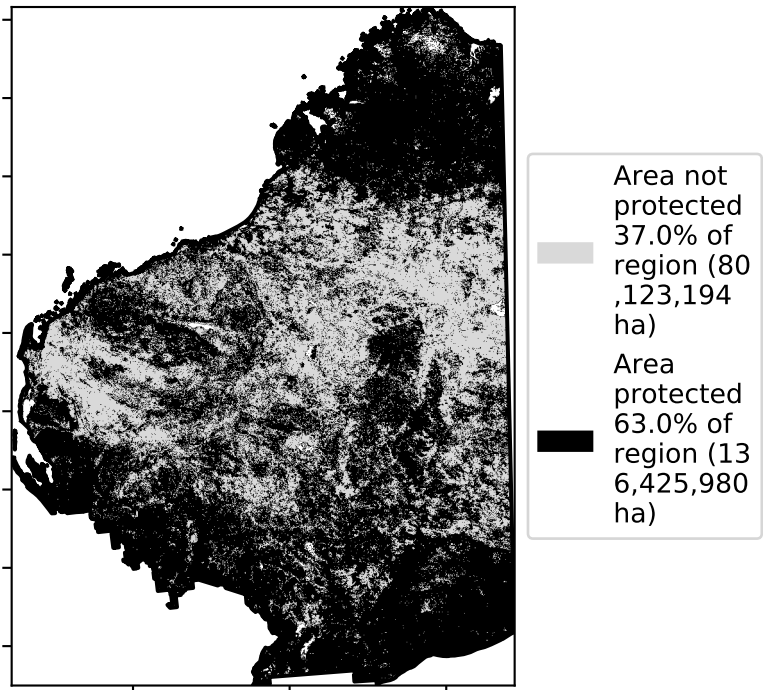 Area not
protected
37.0% of
region (80
,123,194
ha)
Area
protected
63.0% of
region (13
6,425,980
ha)